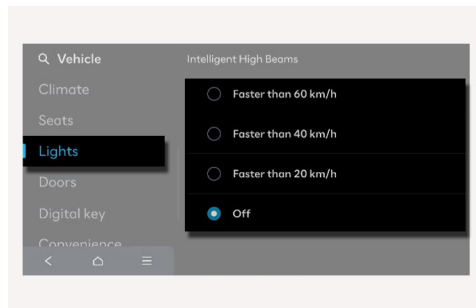 Vehicle
Intelligent High Beams
Climate
Faster than 60 km/h
Seats
Faster than 40 km/h
Lights
Faster than 20 km/h
Doors
Digital key
Off
Convenience